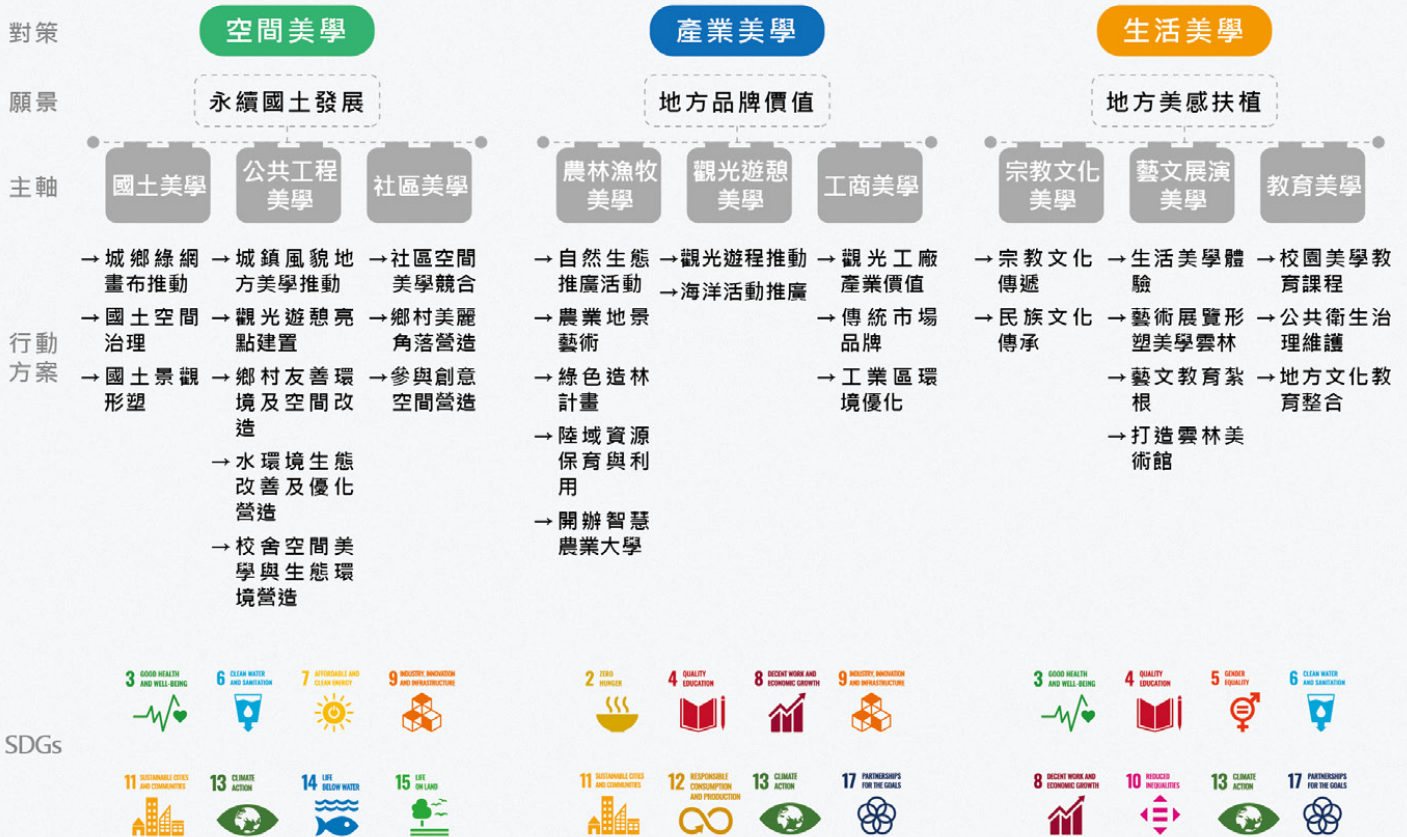 對策
空間美學
產業美學
生活美學
願景
永續國土發展
地方品牌價值
地方美感扶植
主軸
國土美學
公共工程
美學
社區美學
農林漁牧
美學
觀光遊憩
美學
工商美學
宗教文化
美學
藝文展演
美學
教育美學
行動
方案
→城鄉綠網
畫布推動
→國土空間
治理
→國土景觀
形塑
→城鎮風貌地
方美學推動
→觀光遊憩亮
點建置
→鄉村友善環
境及空間改
造
→水環境生態
改善及優化
營造
→校舍空間美
學與生態環
境營造
→社區空間
美學競合
→鄉村美麗
角落營造
→參與創意
空間營造
→自然生態
推廣活動
→農業地景
藝術
→綠色造林
計畫
→陸域資源
保育與利
用
→開辦智慧
農業大學
→觀光遊程推動
→海洋活動推廣
→觀光工廠
產業價值
→傳統市場
品牌
→工業區環
境優化
→宗教文化
傳遞
→民族文化
傳承
→生活美學體
驗
→藝術展覽形
塑美學雲林
→藝文教育紮
根
→打造雲林美
術館
→校園美學教
育課程
→公共衛生治
理維護
→地方文化教
育整合
SDGs
3 GOOD HEALTH
AND WELL-BEING
6 CLEAN WATER
AND SANITATION
7 AFFORDABLE AND
CLEAN ENERGY
9 INDUSTRY, INNOVATION
AND INFRASTRUCTURE
11 SUSTAINABLE CITIES
AND COMMUNITIES
13 CLIMATE
ACTION
14 LIFE
BELOW WATER
15 LIFE
ON LAND
2 ZERO
HUNGER
4 QUALITY
EDUCATION
8 DECENT WORK AND
ECONOMIC GROWTH
9 INDUSTRY, INNOVATION
AND INFRASTRUCTURE
11 SUSTAINABLE CITIES
AND COMMUNITIES
12 RESPONSIBLE
CONSUMPTION
AND PRODUCTION
13 CLIMATE
ACTION
17 PARTNERSHIPS
FOR THE GOALS
3 GOOD HEALTH
AND WELL-BEING
4 QUALITY
EDUCATION
5 GENDER
EQUALITY
6 CLEAN WATER
AND SANITATION
8 DECENT WORK AND
ECONOMIC GROWTH
10 REDUCED
INEQUALITIES
13 CLIMATE
ACTION
17 PARTNERSHIPS
FOR THE GOALS